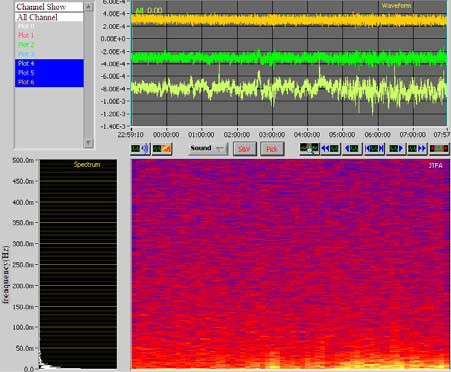 Channel Show
All Channel
Plot 0
Plot 1
Plot 2
Plot 3
Plot 4
Plot 5
Plot 6
6.00E-4
4.00E-4
2.00E-4
0.00E+0
-2.00E-4
-4.00E-4
-6.00E-4
-8.00E-4
-1.00E-3
-1.20E-3
-1.40E-3
All 0.00
Waveform
22:59:10 00:00:00 01:00:00 02:00:00 03:00:00 04:00:00 05:00:00 06:00:00 07:57
Sound
Pick
Spectrum
JTFA
freaquency(Hz)
500.0m
450.0m
400.0m
350.0m
300.0m
250.0m
200.0m
150.0m
100.0m
50.0m
0.0